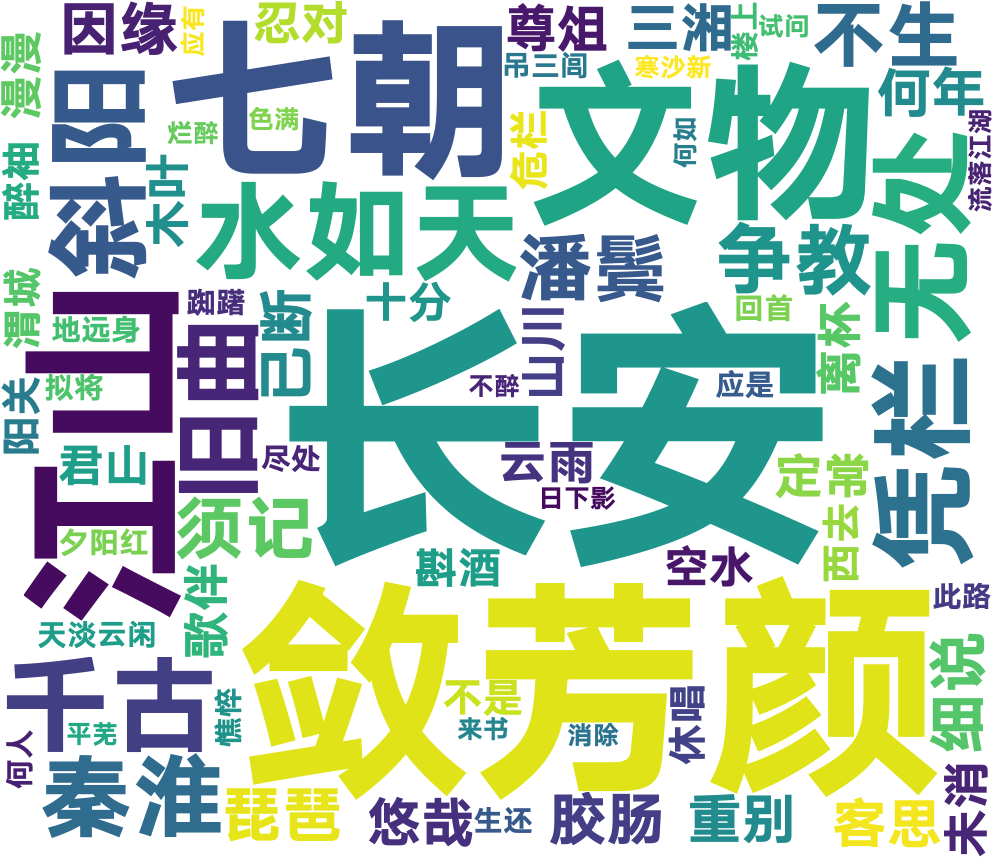 因缘
应有
忍对
尊俎
三湘
楼上
试问
不生
漫漫
斜阳
七朝
吊三闾
寒沙新
何年
烂醉
色满
危栏
文物
何如
无处
流落江湖
醉袖
木叶
水如天
潘鬓
争教
渭城
地远身
踟躇
已断
十分
山川
回首
离杯
江山
旧曲
长安
凭栏
阳关
拟将
不醉
应是
君山
尽处
云雨
日下影
定常
夕阳红
须记
斟酒
空水
西去
天淡云闲
歌伴
敛芳颜
此路
千古
平芜
憔悴
不是
来书
消除
休唱
细说
何人
秦淮
琵琶
悠哉
生还
胶肠
重别
客思
未消